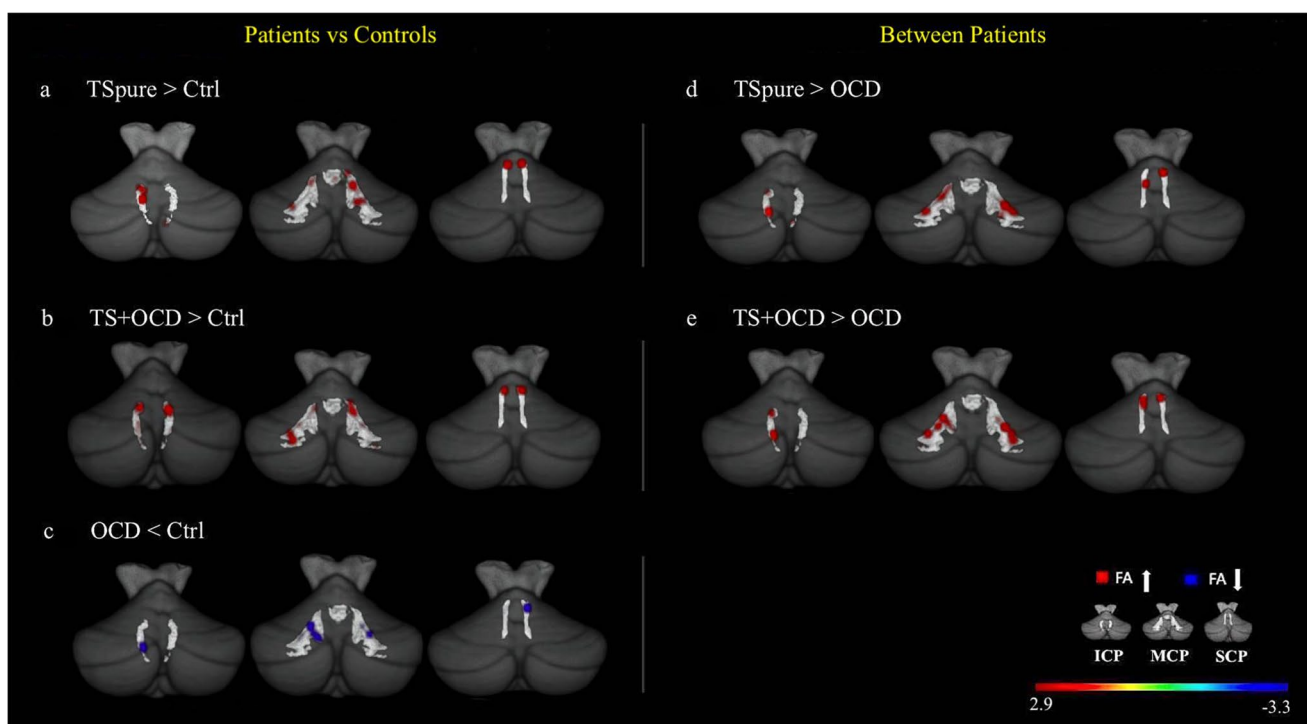 Patients vs Controls
Between Patients
a TSpure > Ctrl
d TSpure > OCD
b TS+OCD > Ctrl
e TS+OCD > OCD
c OCD < Ctrl
FA FA
ICP MCP SCP
2.9 -3.3